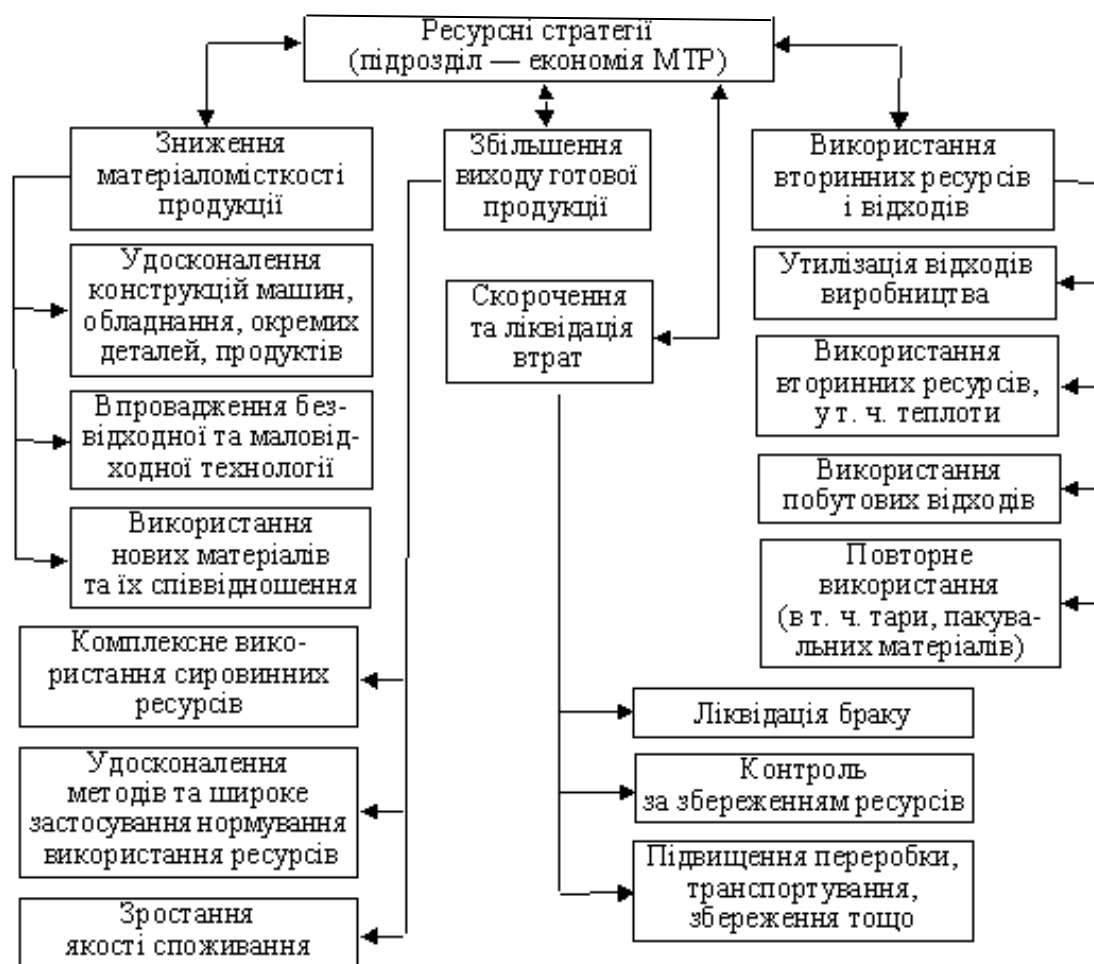 Ресурсні стратегії
(підрозділ — економія МТР)
Зниження
матеріаломісткості
продукції
Збільшення
виходу готової
продукції
Використання
вторинних ресурсів
і відходів
Удосконалення
конструкцій машин,
обладнання, окремих
деталей, продуктів
Скорочення
та ліквідація
втрат
Утилізація відходів
виробництва
Використання
вторинних ресурсів,
у т. ч. теплоти
Впровадження без-
відходної та маловід-
ходної технології
Використання
побутових відходів
Використання
нових матеріалів
та їх співвідношення
Повторне
використання
(в т. ч. тари, пакува-
льних матеріалів)
Комплексне вико-
ристання сировинних
ресурсів
Ліквідація браку
Удосконалення
методів та широке
застосування нормування
використання ресурсів
Контроль
за збереженням ресурсів
Підвищення переробки,
транспортування,
збереження тощо
Зростання
якості споживання